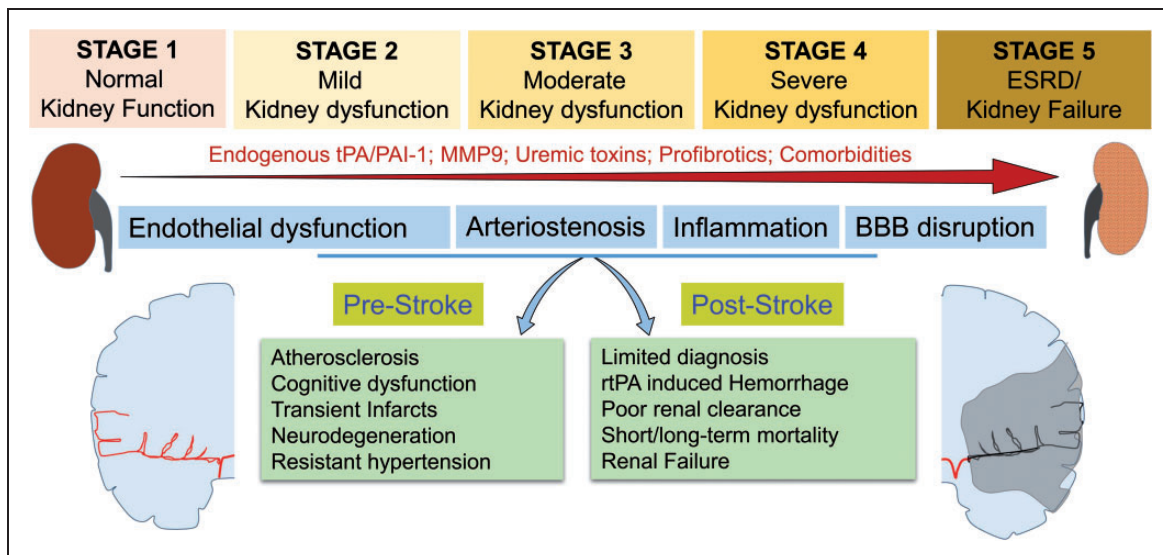 STAGE 1
Normal
Kidney Function
STAGE 2
Mild
Kidney dysfunction
STAGE 3
Moderate
Kidney dysfunction
STAGE 4
Severe
Kidney dysfunction
STAGE 5
ESRD/
Kidney Failure
Endogenous tPA/PAI-1; MMP9; Uremic toxins; Profibrotics; Comorbidities
Endothelial dysfunction
Arteriostenosis
Inflammation
BBB disruption
Pre-Stroke
Atherosclerosis
Cognitive dysfunction
Transient Infarcts
Neurodegeneration
Resistant hypertension
Post-Stroke
Limited diagnosis
rtPA induced Hemorrhage
Poor renal clearance
Short/long-term mortality
Renal Failure